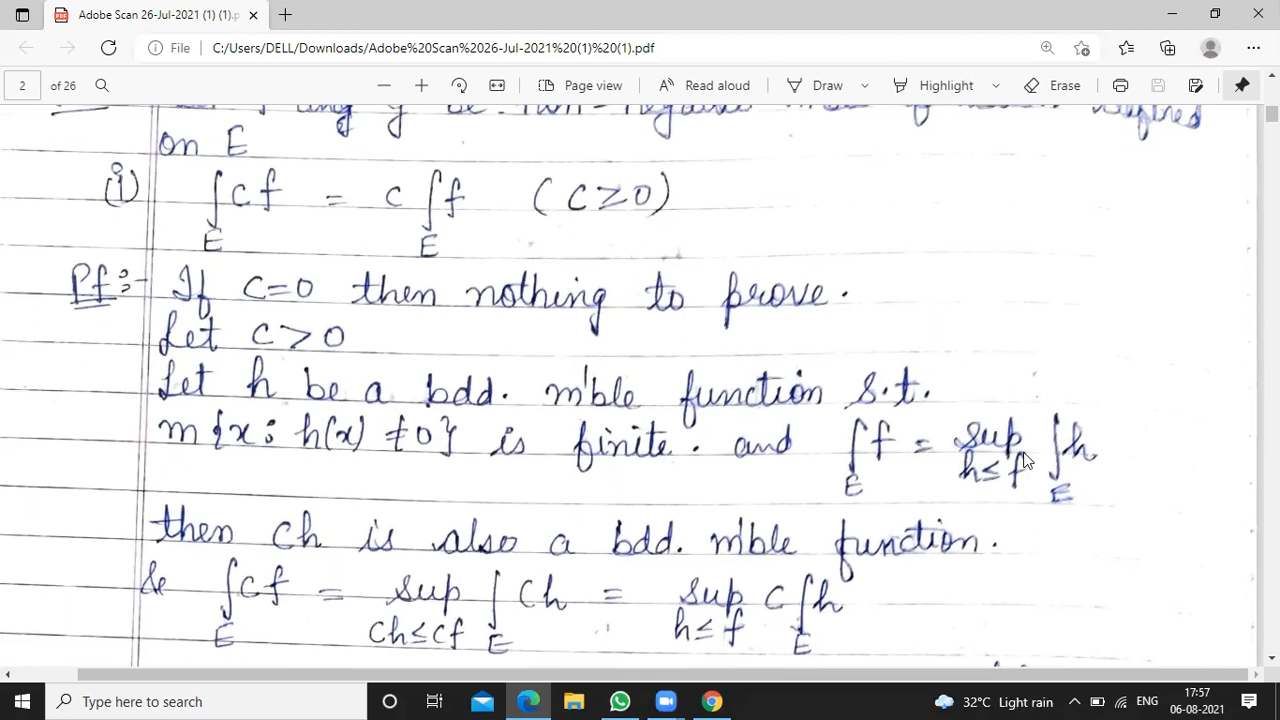 Adobe Scan 26-Jul-2021 (1) (1).p
File C:/Users/DELL/Downloads/Adobe%20Scan%2026-Jul-2021%20(1)%20(1).pdf
2 of 26 Page view Read aloud Draw Highlight Erase
be non-negative
on E
(i) ∫_E cf = c ∫_E f (c ≥ 0)
Pf:- If c=0 then nothing to prove.
Let c > 0
Let h be a bdd. m'ble function s.t.
m{x : h(x) ≠ 0} is finite. and ∫_E f = sup_{h≤f} ∫_E h
then ch is also a bdd. m'ble function.
& ∫_E cf = sup_{ch≤cf} ∫_E ch = sup_{h≤f} c ∫_E h
Type here to search 32°C Light rain ENG 17:57
06-08-2021